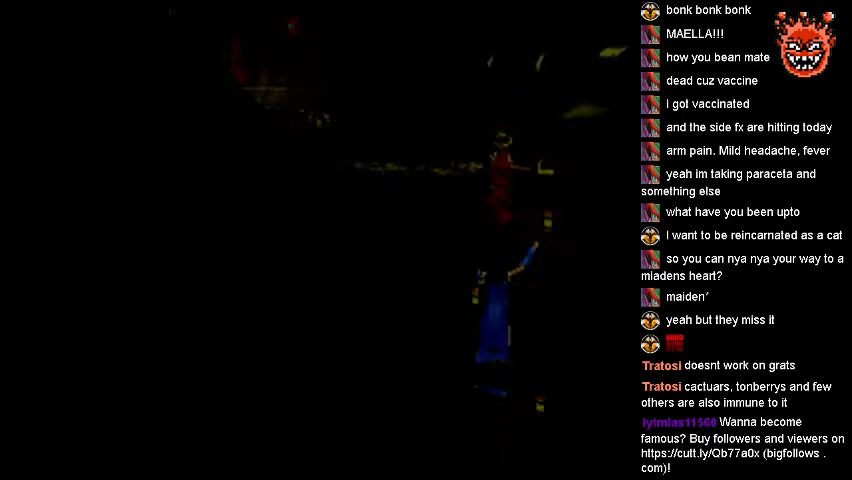 bonk bonk bonk
MAELLA!!!
how you bean mate
dead cuz vaccine
I got vaccinated
and the side fx are hitting today
arm pain. Mild headache, fever
yeah im taking paraceta and
something else
what have you been upto
I want to be reincarnated as a cat
so you can nya nya your way to a
miadens heart?
maiden*
yeah but they miss it
Tratosi doesnt work on grats
Tratosi cactuars, tonberrys and few
others are also immune to it
iyimlas11560 Wanna become
famous? Buy followers and viewers on
https://cutt.ly/Qb77a0x (bigfollows .
com)!